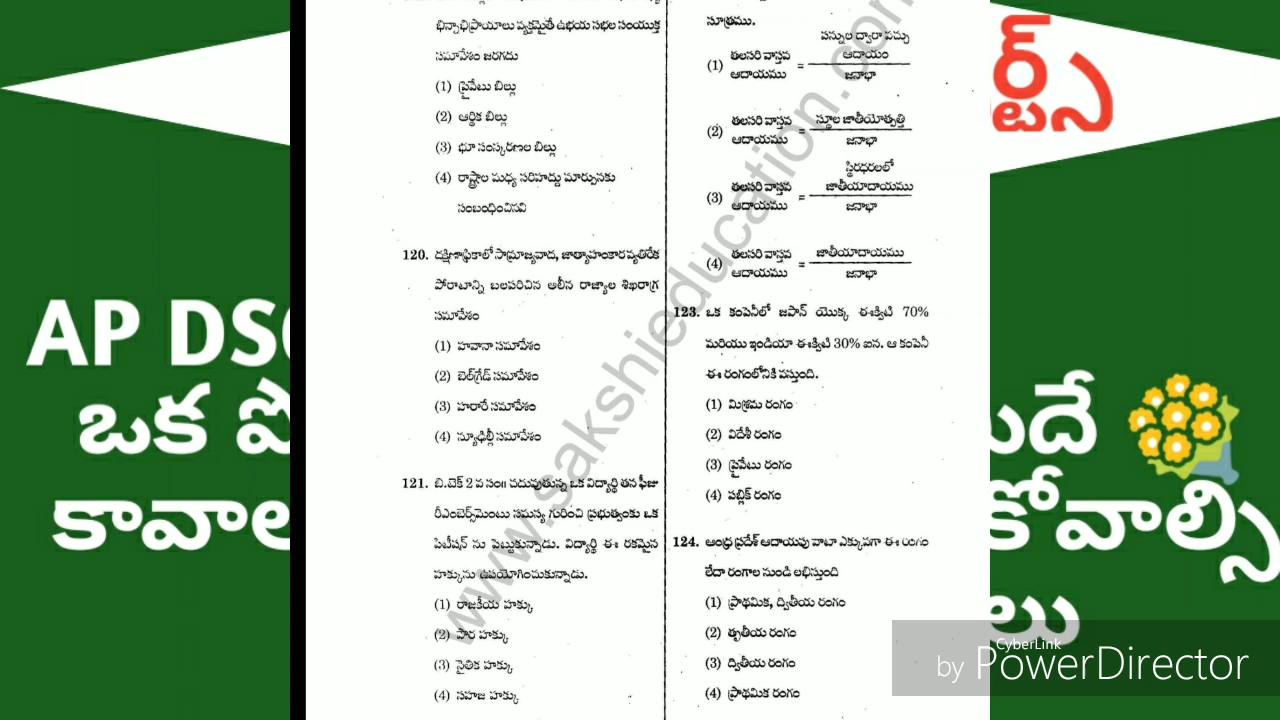 భిన్నాభిప్రాయాలు వ్యక్తమైతే ఉభయ సభల సంయుక్త
సమావేశం జరగదు
(1) ప్రైవేటు బిల్లు
(2) ఆర్థిక బిల్లు
(3) భూ సంస్కరణల బిల్లు
(4) రాష్ట్రాల మధ్య సరిహద్దు మార్పునకు
సంబంధించినవి
120. దక్షిణాఫ్రికాలో సామ్రాజ్యవాద, జాత్యాహంకార వ్యతిరేక
పోరాటాన్ని బలపరిచిన అలీన రాజ్యాల శిఖరాగ్ర
సమావేశం
(1) హవానా సమావేశం
(2) బెల్‌గ్రేడ్ సమావేశం
(3) హరారే సమావేశం
(4) న్యూఢిల్లీ సమావేశం
121. బి.టెక్ 2 వ సం॥ చదువుతున్న ఒక విద్యార్థి తన ఫీజు
రీఎంబర్స్‌మెంటు సమస్య గురించి ప్రభుత్వంకు ఒక
పిటీషన్ ను పెట్టుకున్నాడు. విద్యార్థి ఈ రకమైన
హక్కును ఉపయోగించుకున్నాడు.
(1) రాజకీయ హక్కు
(2) పౌర హక్కు
(3) నైతిక హక్కు
(4) సహజ హక్కు
సూత్రము.
(1) తలసరి వాస్తవ ఆదాయము = పన్నుల ద్వారా వచ్చు ఆదాయం
జనాభా
(2) తలసరి వాస్తవ ఆదాయము = స్థూల జాతీయోత్పత్తి
జనాభా
(3) తలసరి వాస్తవ ఆదాయము = స్థిరధరలలో జాతీయాదాయము
జనాభా
(4) తలసరి వాస్తవ ఆదాయము = జాతీయాదాయము
జనాభా
123. ఒక కంపెనీలో జపాన్ యొక్క ఈక్విటి 70%
మరియు ఇండియా ఈక్విటి 30% ఐన. ఆ కంపెనీ
ఈ రంగంలోనికి వస్తుంది.
(1) మిశ్రమ రంగం
(2) విదేశీ రంగం
(3) ప్రైవేటు రంగం
(4) పబ్లిక్ రంగం
124. ఆంధ్ర ప్రదేశ్ ఆదాయపు వాటా ఎక్కువగా ఈ రంగం
లేదా రంగాల నుండి లభిస్తుంది
(1) ప్రాథమిక, ద్వితీయ రంగం
(2) తృతీయ రంగం
(3) ద్వితీయ రంగం
(4) ప్రాథమిక రంగం
www.sakshieducation.com
AP DSC
ఒక
కావాల
కోవాల్సి
CyberLink
by PowerDirector